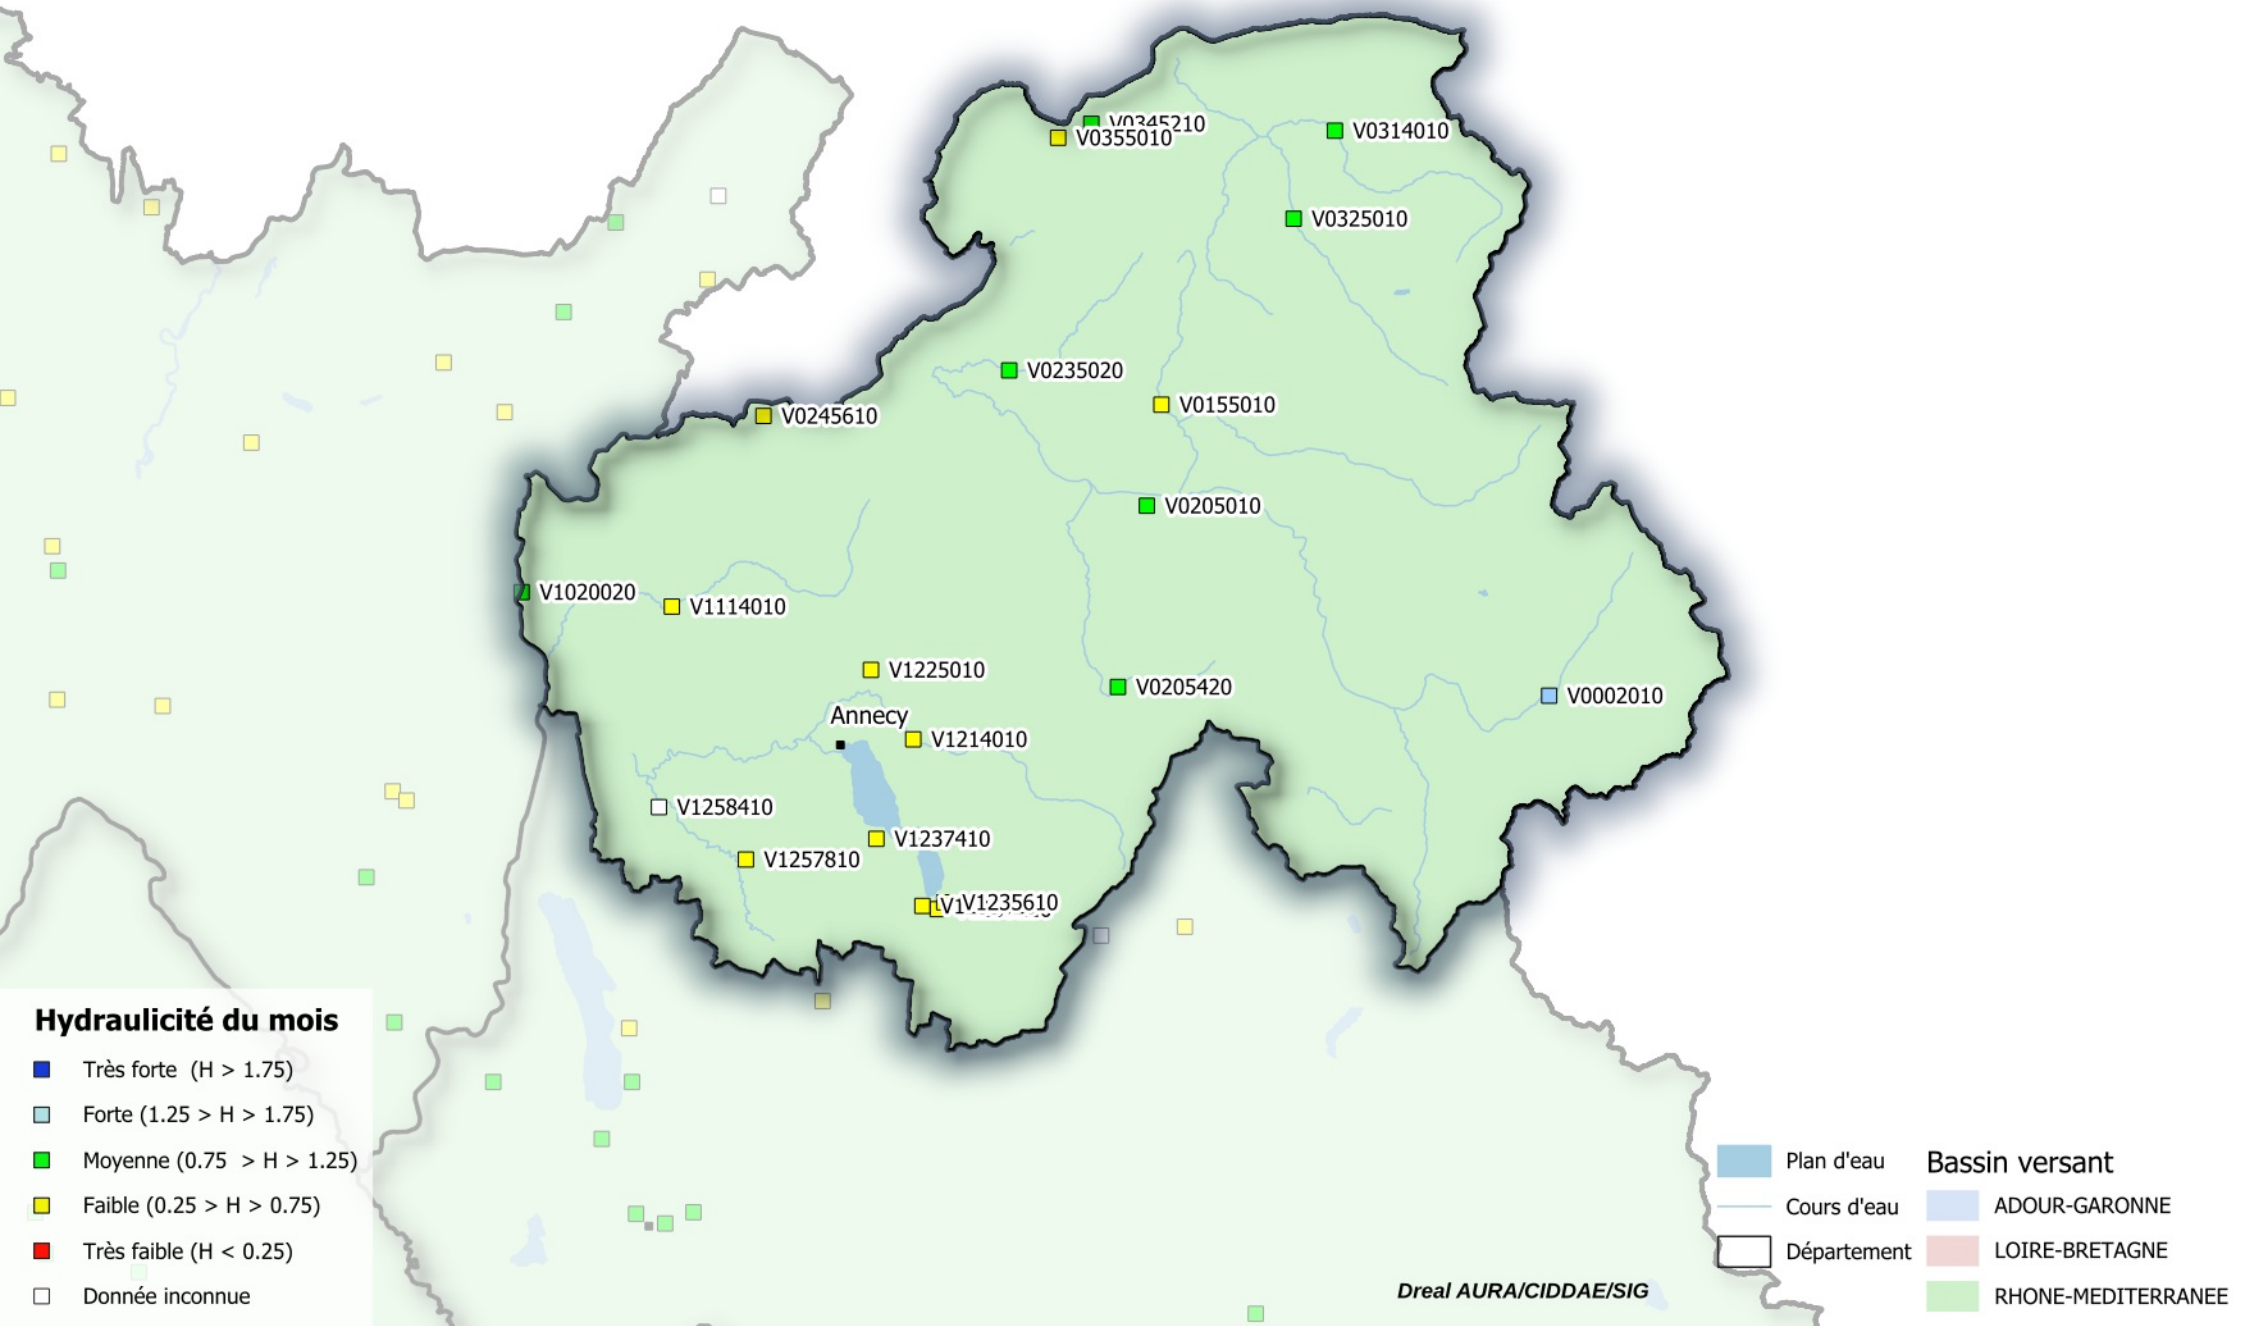 V0345210
V0355010
V0314010
V0325010
V0235020
V0155010
V0245610
V0205010
V1020020
V1114010
V1225010
V0205420
V0002010
Annecy
V1214010
V1258410
V1237410
V1257810
V1235610
Hydraulicité du mois
Très forte (H > 1.75)
Forte (1.25 > H > 1.75)
Moyenne (0.75 > H > 1.25)
Faible (0.25 > H > 0.75)
Très faible (H < 0.25)
Donnée inconnue
Plan d'eau
Cours d'eau
Département
Bassin versant
ADOUR-GARONNE
LOIRE-BRETAGNE
RHONE-MEDITERRANEE
Dreal AURA/CIDDAE/SIG